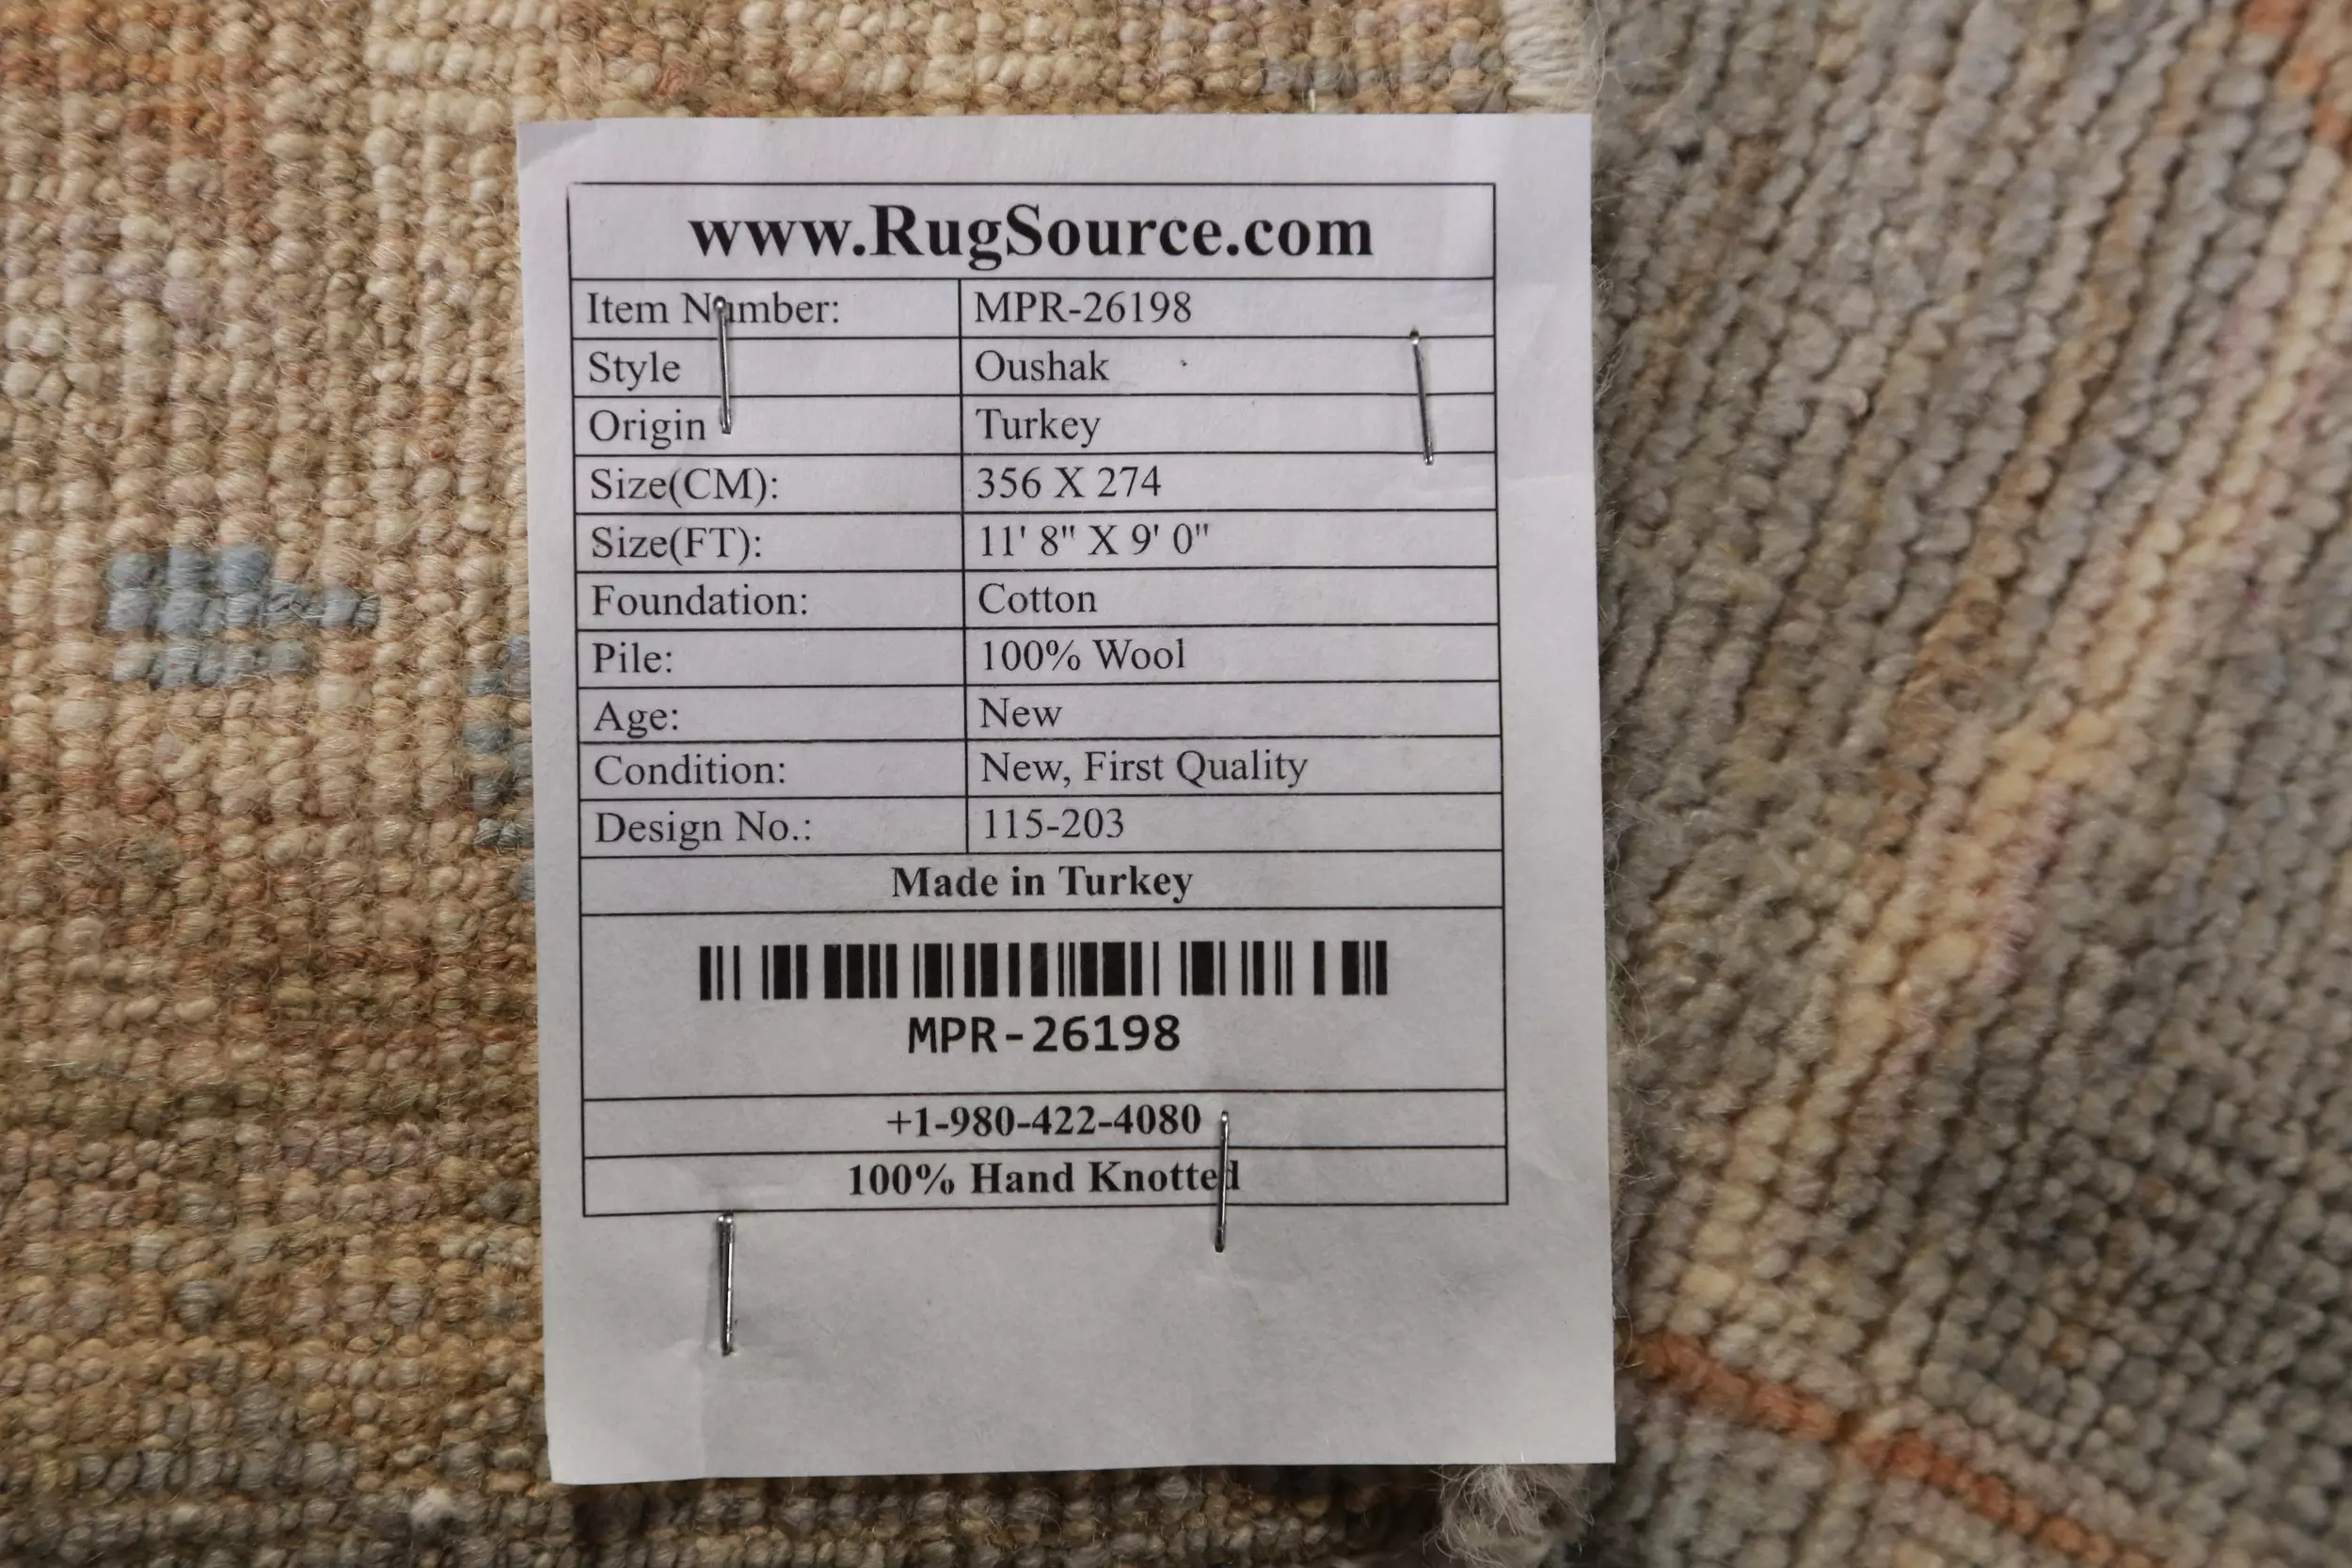 www.RugSource.com
Item Number: MPR-26198
Style Oushak
Origin Turkey
Size(CM): 356 X 274
Size(FT): 11' 8" X 9' 0"
Foundation: Cotton
Pile: 100% Wool
Age: New
Condition: New, First Quality
Design No.: 115-203
Made in Turkey
MPR-26198
+1-980-422-4080
100% Hand Knotted